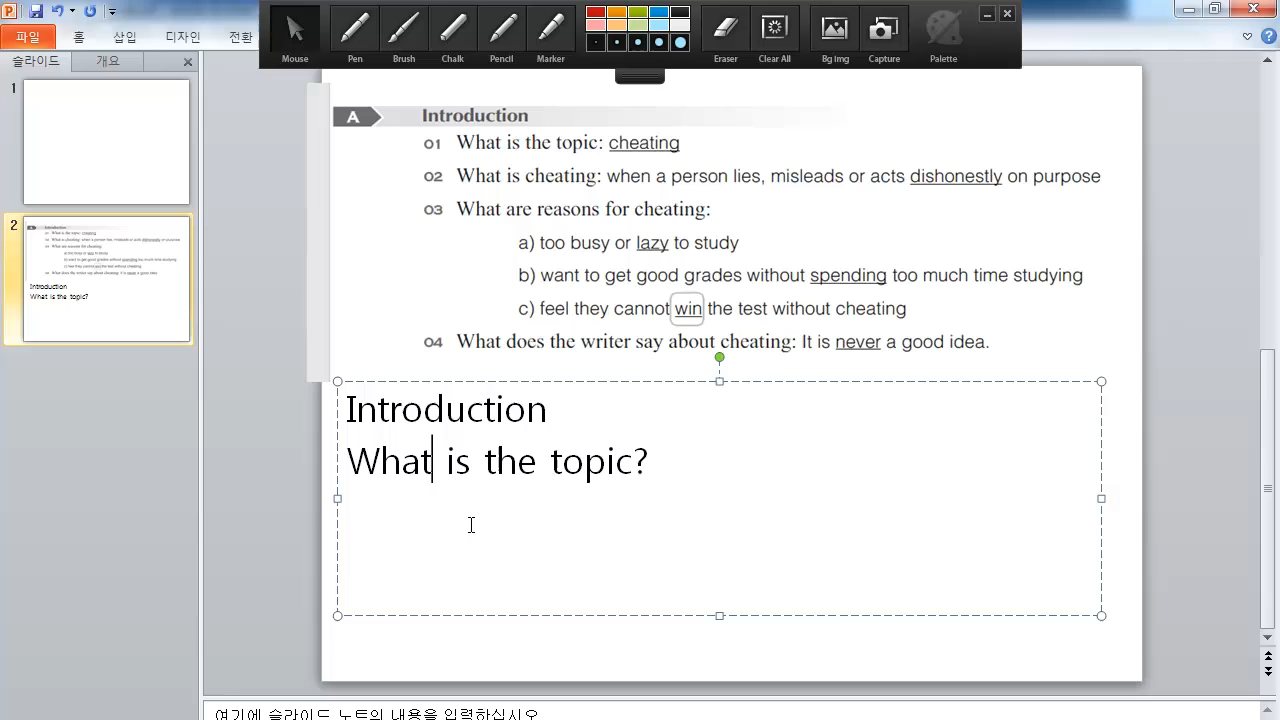 파일 홈 삽입 디자인 전환
Mouse Pen Brush Chalk Pencil Marker Eraser Clear All Bg Img Capture Palette
슬라이드 개요
1
2
A Introduction
01 What is the topic: cheating
02 What is cheating: when a person lies, misleads or acts dishonestly on purpose
03 What are reasons for cheating:
a) too busy or lazy to study
b) want to get good grades without spending too much time studying
c) feel they cannot win the test without cheating
04 What does the writer say about cheating: It is never a good idea.
Introduction
What is the topic?
Introduction
What is the topic?
여기에 슬라이드 노트의 내용을 입력하십시오